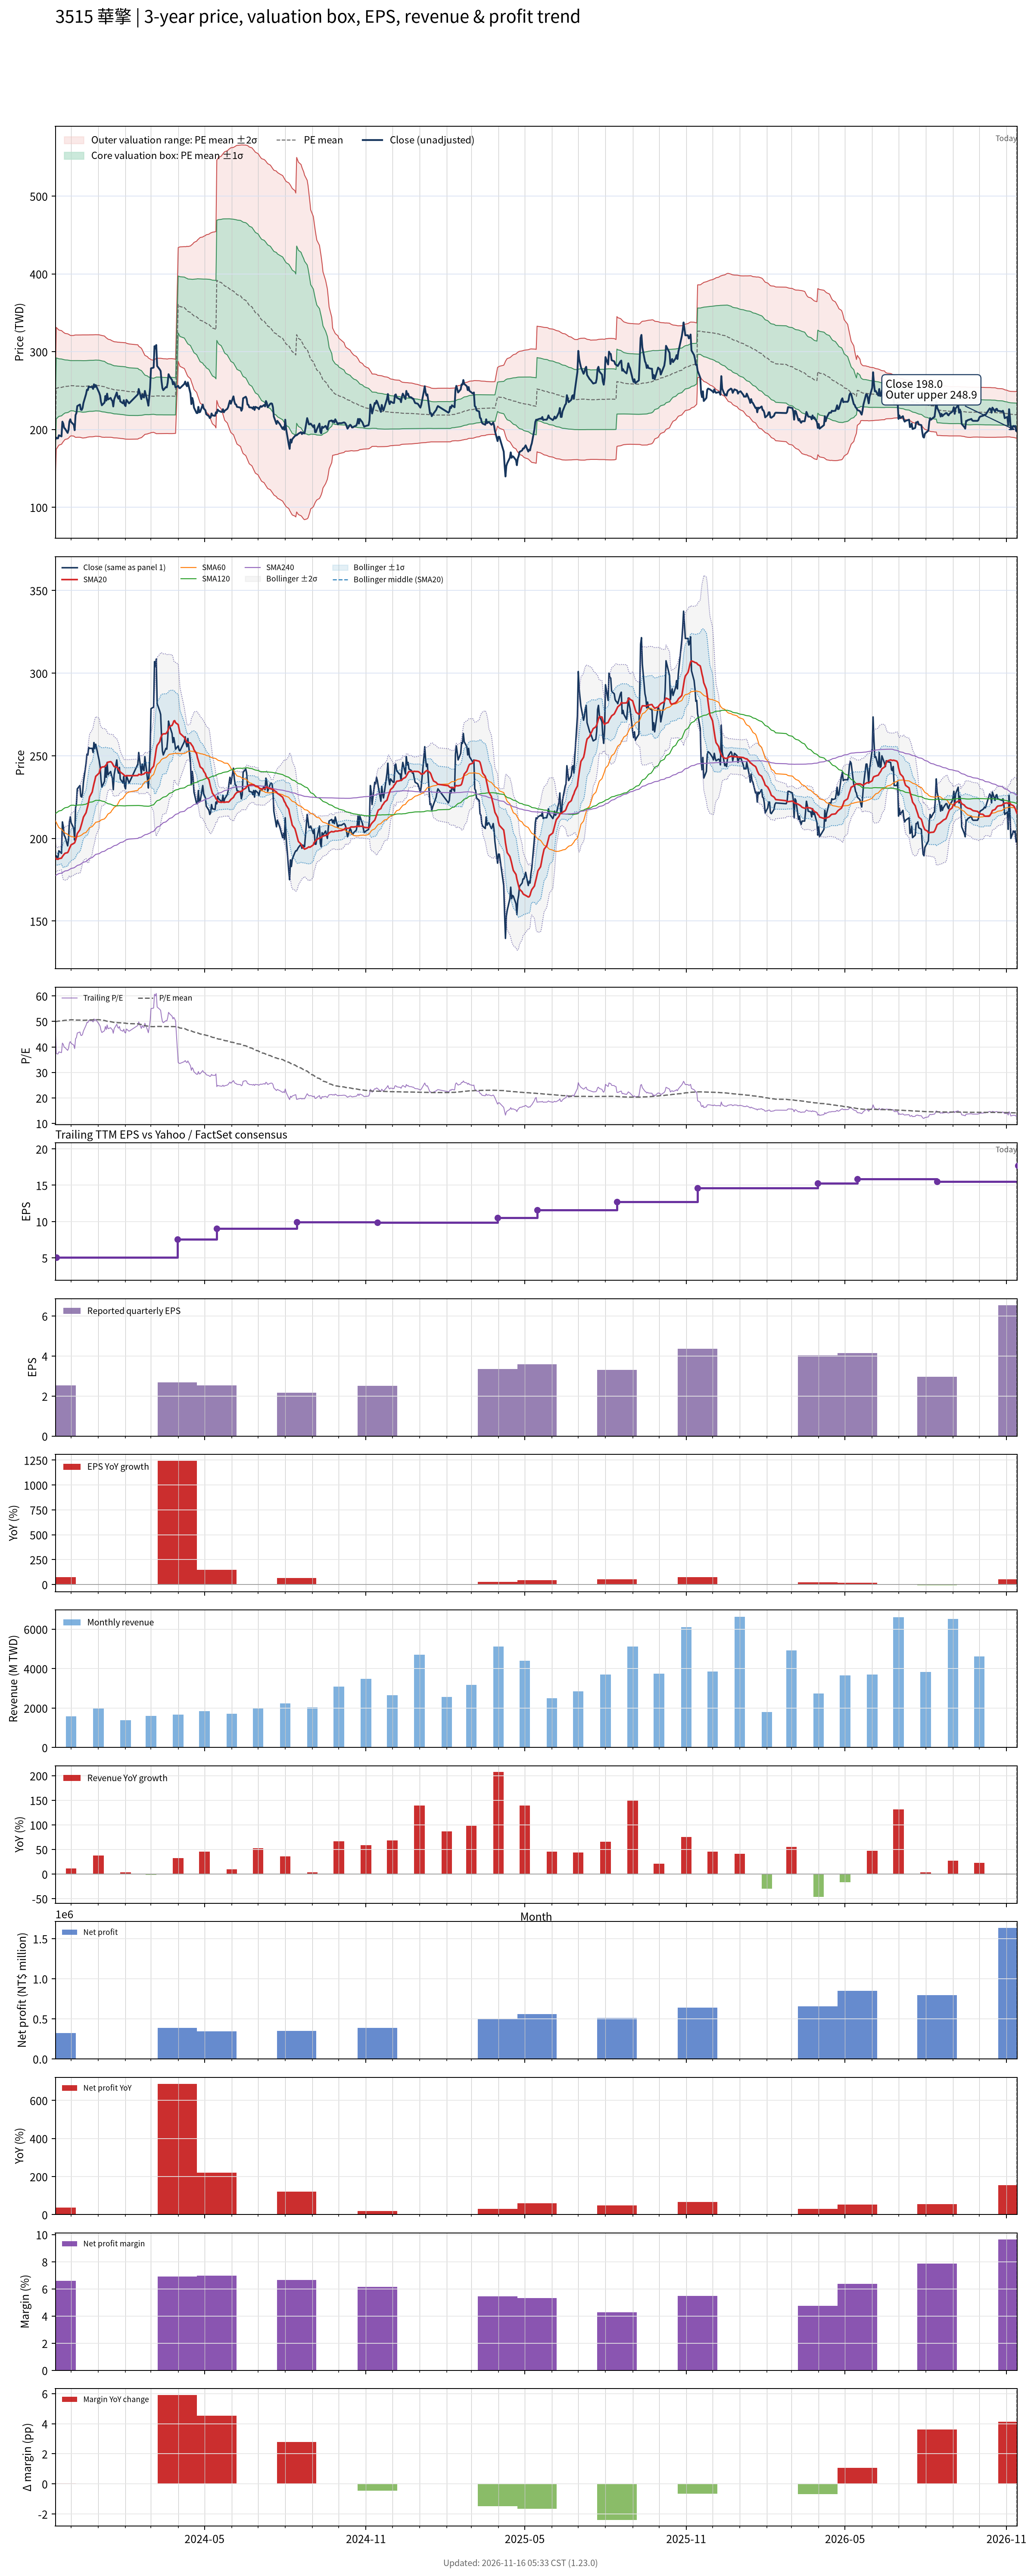 3515 華擎 | 3-year price, valuation box, EPS, revenue & profit trend
Outer valuation range: PE mean ±2σ
Core valuation box: PE mean ±1σ
PE mean
Close (unadjusted)
Today
Close 198.0
Outer upper 248.9
Price (TWD)
500
400
300
200
100
Close (same as panel 1)
SMA20
SMA60
SMA120
SMA240
Bollinger ±2σ
Bollinger ±1σ
Bollinger middle (SMA20)
Price
350
300
250
200
150
Trailing P/E
P/E mean
P/E
60
50
40
30
20
10
Trailing TTM EPS vs Yahoo / FactSet consensus
Today
EPS
20
15
10
5
Reported quarterly EPS
EPS
6
4
2
0
EPS YoY growth
YoY (%)
1250
1000
750
500
250
0
Monthly revenue
Revenue (M TWD)
6000
4000
2000
0
Revenue YoY growth
YoY (%)
200
150
100
50
0
-50
Month
1e6
Net profit
Net profit (NT$ million)
1.5
1.0
0.5
0.0
Net profit YoY
YoY (%)
600
400
200
0
Net profit margin
Margin (%)
10
8
6
4
2
0
Margin YoY change
Δ margin (pp)
6
4
2
0
-2
2024-05
2024-11
2025-05
2025-11
2026-05
2026-11
Updated: 2026-11-16 05:33 CST (1.23.0)